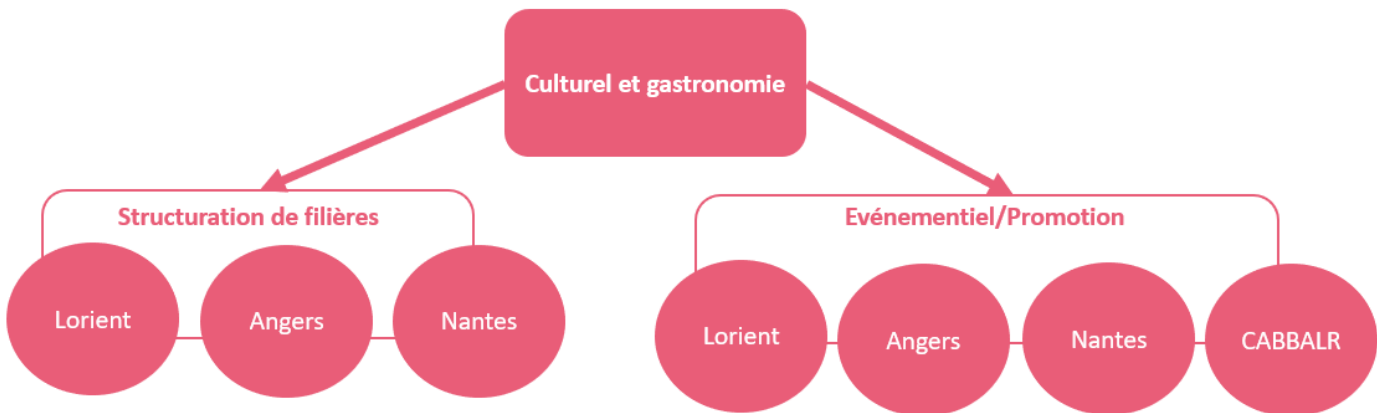 Culturel et gastronomie
Structuration de filières
Evénementiel/Promotion
Lorient
Angers
Nantes
Lorient
Angers
Nantes
CABBALR